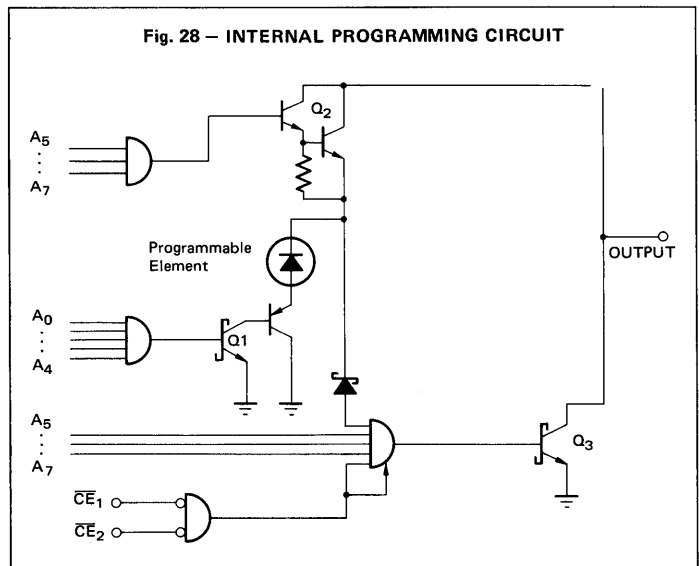 Fig. 28 — INTERNAL PROGRAMMING CIRCUIT
Q2
A5
A7
Programmable
Element
OUTPUT
A0
Q1
A4
A5
Q3
A7
CE1
CE2